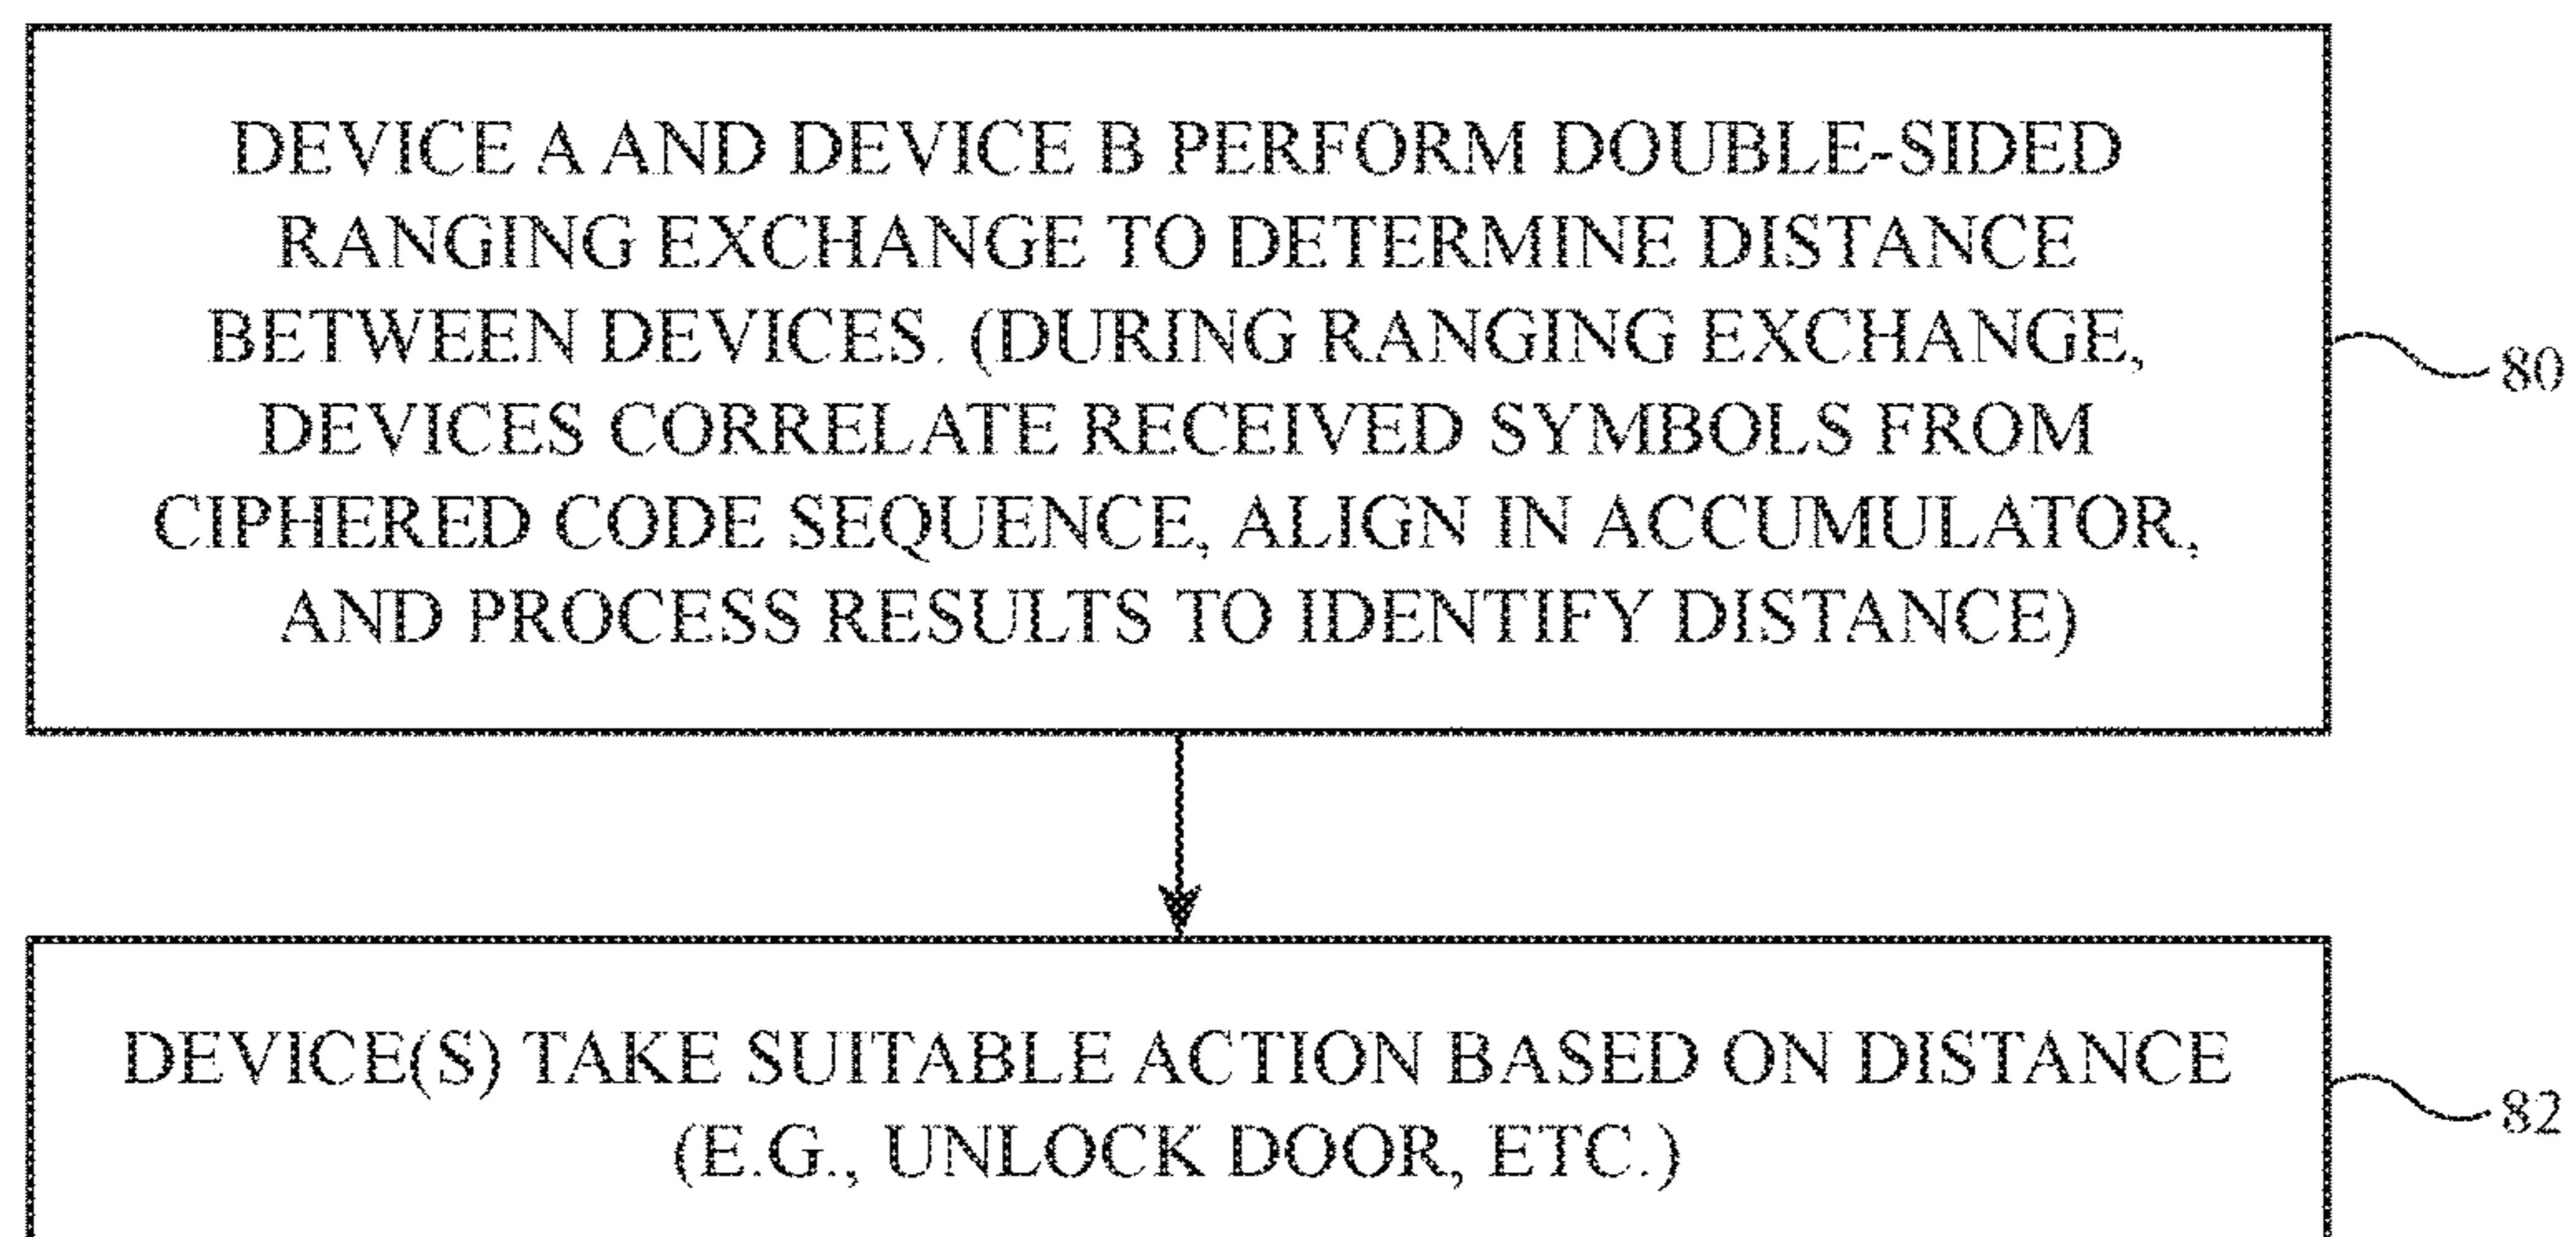 DEVICE A AND DEVICE B PERFORM DOUBLE-SIDED
RANGING EXCHANGE TO DETERMINE DISTANCE
BETWEEN DEVICES. (DURING RANGING EXCHANGE,
DEVICES CORRELATE RECEIVED SYMBOLS FROM
CIPHERED CODE SEQUENCE, ALIGN IN ACCUMULATOR,
AND PROCESS RESULTS TO IDENTIFY DISTANCE)
80
DEVICE(S) TAKE SUITABLE ACTION BASED ON DISTANCE
(E.G., UNLOCK DOOR, ETC.)
82